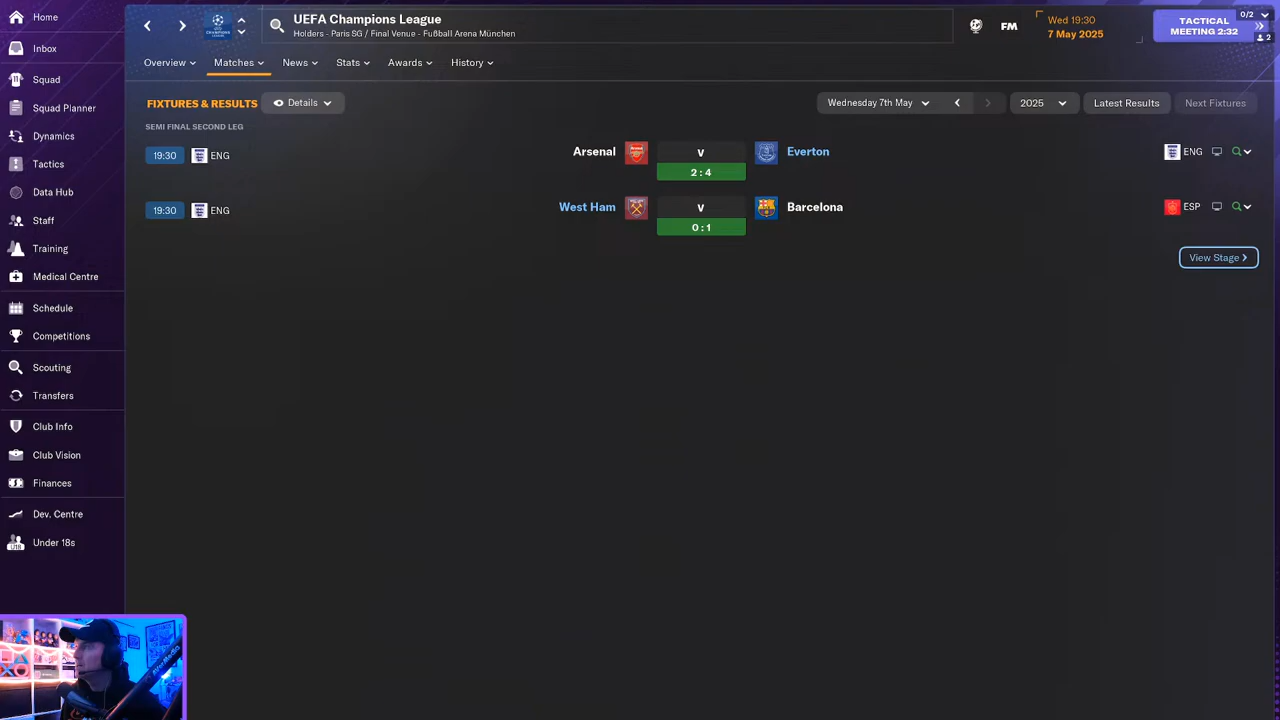 Home
Inbox
Squad
Squad Planner
Dynamics
Tactics
Data Hub
Staff
Training
Medical Centre
Schedule
Competitions
Scouting
Transfers
Club Info
Club Vision
Finances
Dev. Centre
Under 18s
UEFA Champions League
Holders - Paris SG / Final Venue - Fußball Arena München
FM
Wed 19:30
7 May 2025
TACTICAL
MEETING 2:32
0/2
2
Overview
Matches
News
Stats
Awards
History
FIXTURES & RESULTS
Details
Wednesday 7th May
2025
Latest Results
Next Fixtures
SEMI FINAL SECOND LEG
19:30 ENG Arsenal v Everton ENG
2 : 4
19:30 ENG West Ham v Barcelona ESP
0 : 1
View Stage